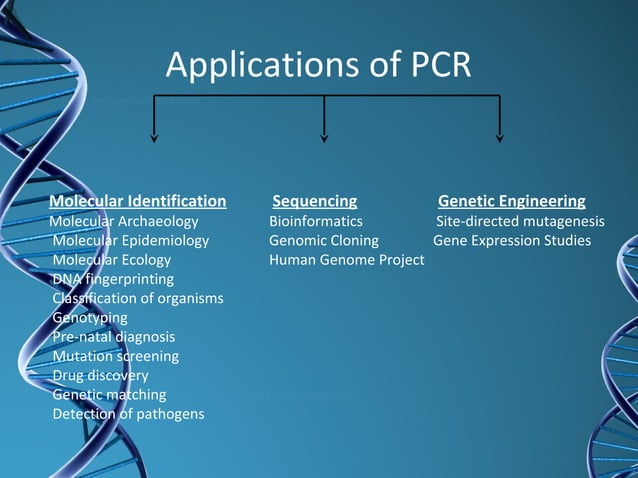 Applications of PCR
Molecular Identification
Molecular Archaeology
Molecular Epidemiology
Molecular Ecology
DNA fingerprinting
Classification of organisms
Genotyping
Pre-natal diagnosis
Mutation screening
Drug discovery
Genetic matching
Detection of pathogens
Sequencing
Bioinformatics
Genomic Cloning
Human Genome Project
Genetic Engineering
Site-directed mutagenesis
Gene Expression Studies